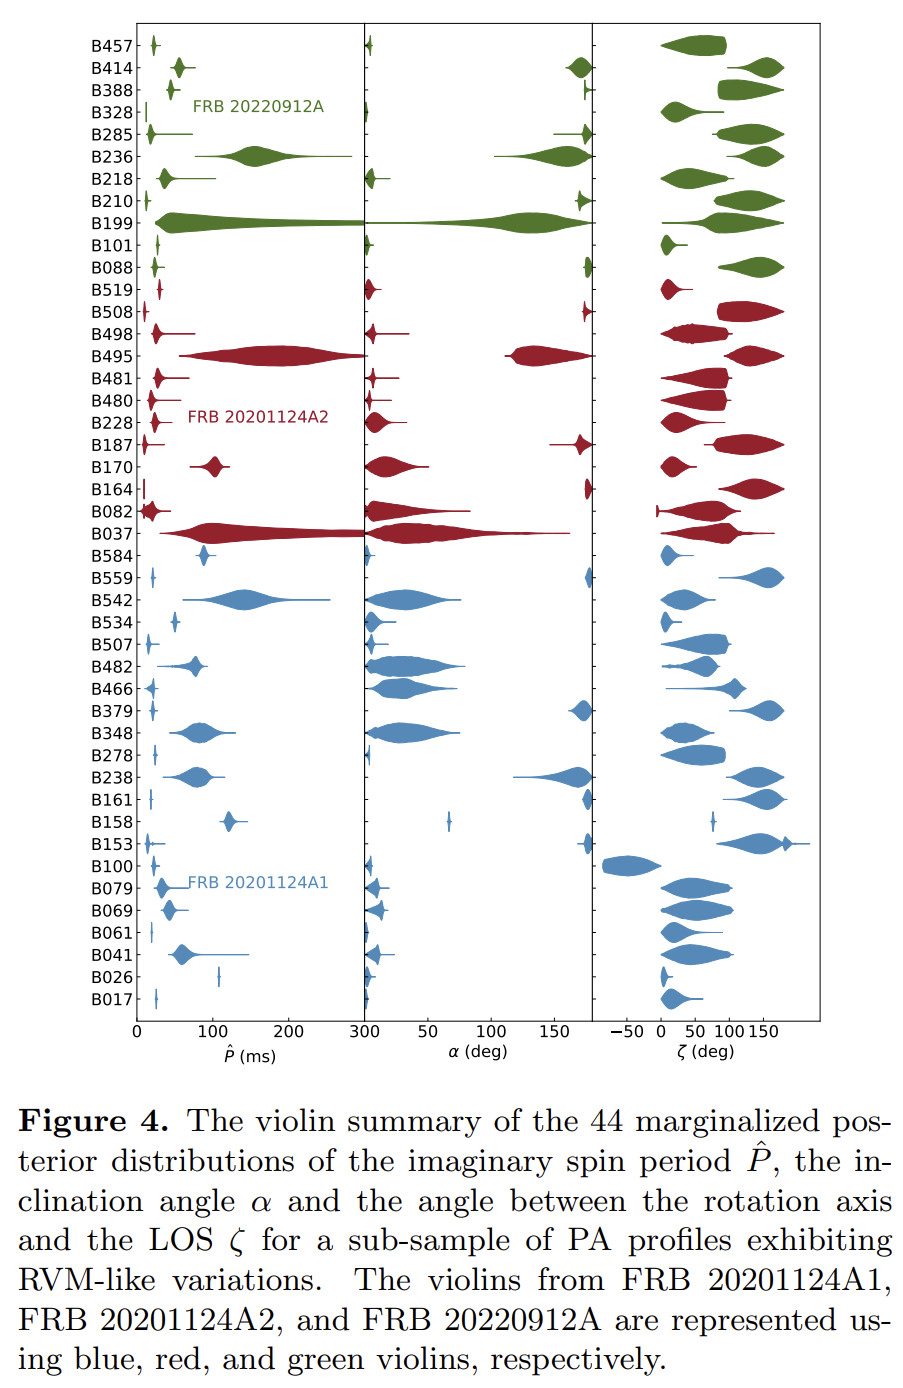 B457
B414
B388
FRB 20220912A
B328
B285
B236
B218
B210
B199
B101
B088
B519
B508
B498
B495
B481
B480
FRB 20201124A2
B228
B187
B170
B164
B082
B037
B584
B559
B542
B534
B507
B482
B466
B379
B348
B278
B238
B161
B158
B153
B100
FRB 20201124A1
B079
B069
B061
B041
B026
B017
0 100 200 300 50 100 150 −50 0 50 100 150
P̂ (ms) α (deg) ζ (deg)
Figure 4. The violin summary of the 44 marginalized pos-
terior distributions of the imaginary spin period P̂, the in-
clination angle α and the angle between the rotation axis
and the LOS ζ for a sub-sample of PA profiles exhibiting
RVM-like variations. The violins from FRB 20201124A1,
FRB 20201124A2, and FRB 20220912A are represented us-
ing blue, red, and green violins, respectively.